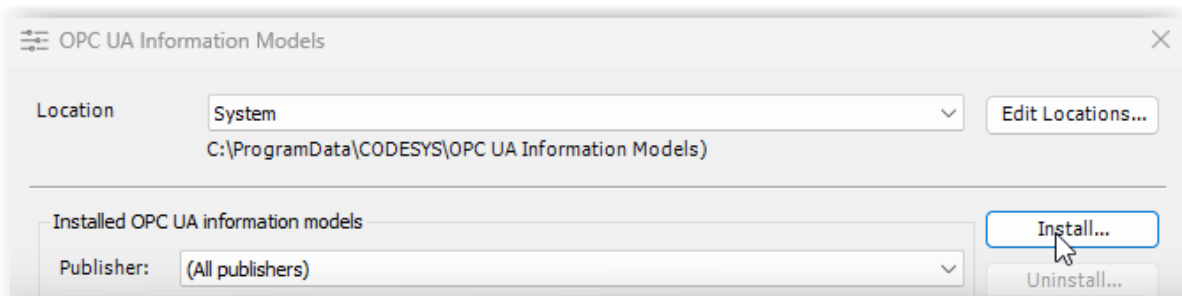 OPC UA Information Models
Location
System
Edit Locations...
C:\ProgramData\CODESYS\OPC UA Information Models)
Installed OPC UA information models
Install...
Publisher:
(All publishers)
Uninstall...